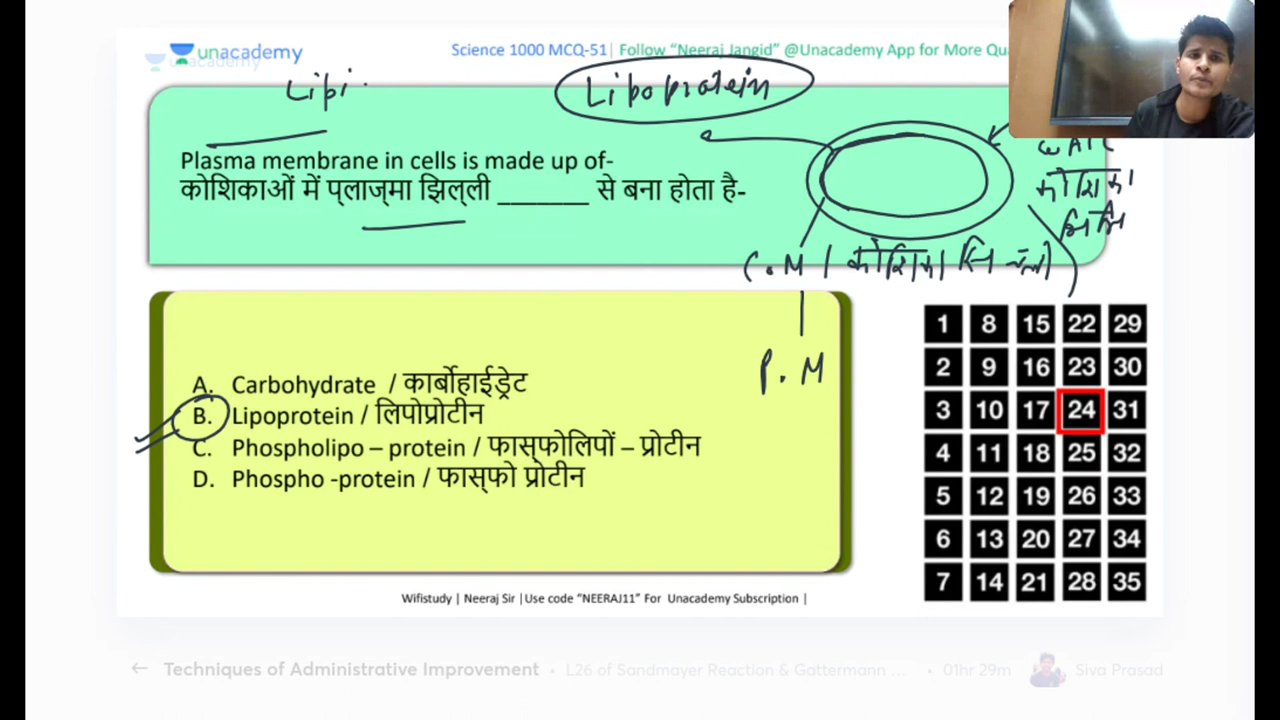 unacademy
unacademy
Science 1000 MCQ-51| Follow “Neeraj Jangid” @Unacademy App for More Qu
Lipi
Lipoprotein
Plasma membrane in cells is made up of-
कोशिकाओं में प्लाज़्मा झिल्ली _______ से बना होता है-
C.M / कोशिका
P.M
A. Carbohydrate / कार्बोहाईड्रेट
B. Lipoprotein / लिपोप्रोटीन
C. Phospholipo – protein / फास्फोलिपों – प्रोटीन
D. Phospho -protein / फास्फो प्रोटीन
1 8 15 22 29
2 9 16 23 30
3 10 17 24 31
4 11 18 25 32
5 12 19 26 33
6 13 20 27 34
7 14 21 28 35
Wifistudy | Neeraj Sir |Use code “NEERAJ11” For Unacademy Subscription |
← Techniques of Administrative Improvement • L26 of Sandmayer Reaction & Gattermann ... • 01hr 29m Siva Prasad